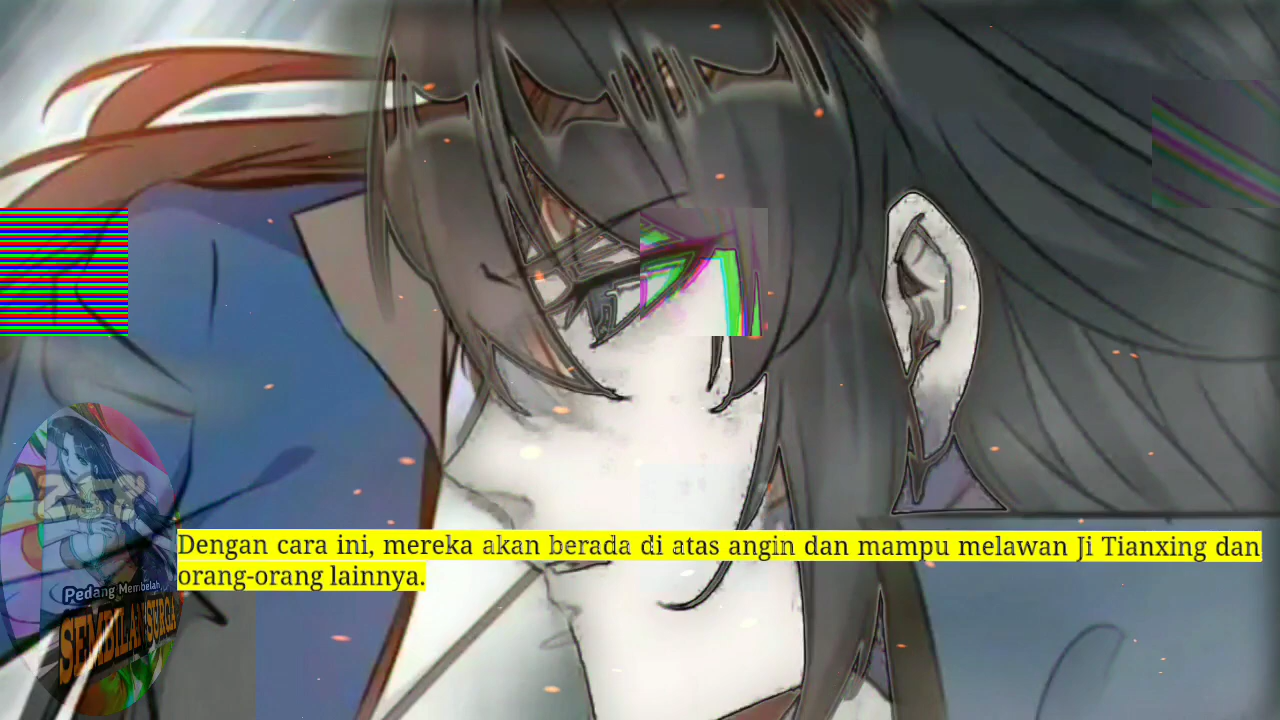 Dengan cara ini, mereka akan berada di atas angin dan mampu melawan Ji Tianxing dan
orang-orang lainnya.
Pedang Membelah
SEMBILAN SURGA